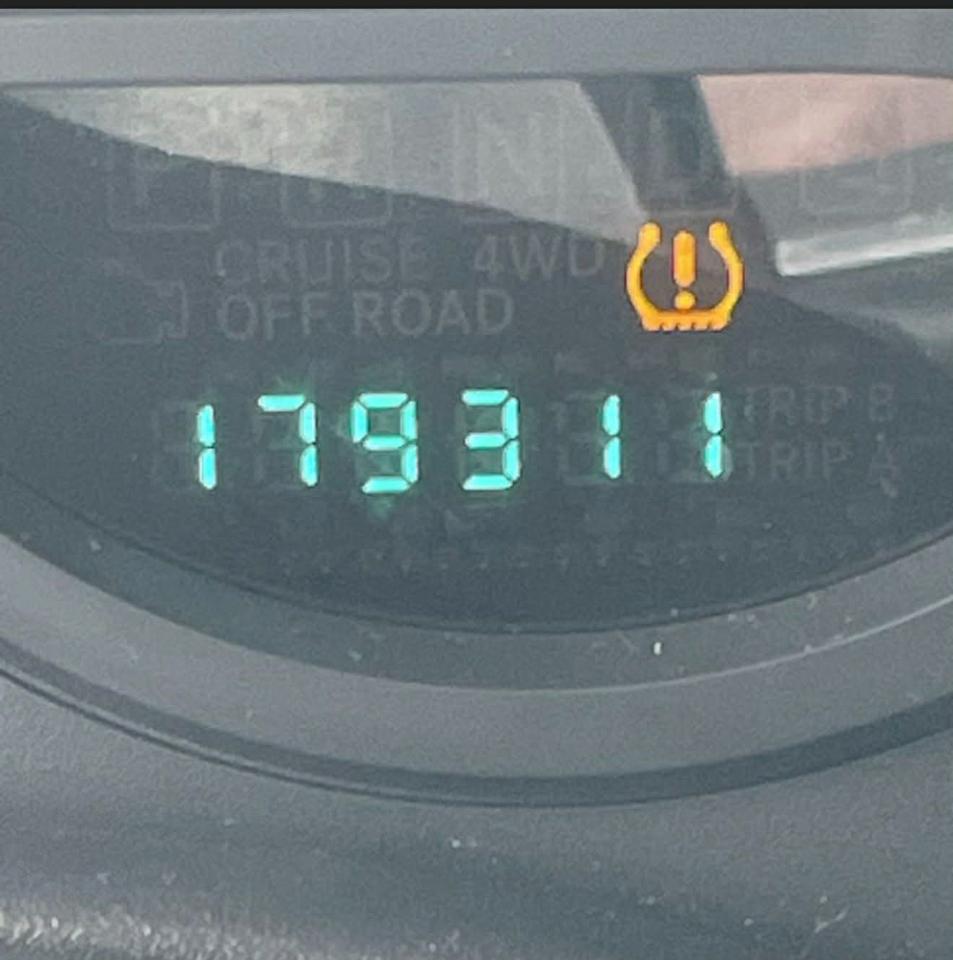 P R N D
CRUISE 4WD
OFF ROAD
179311
TRIP B
TRIP A